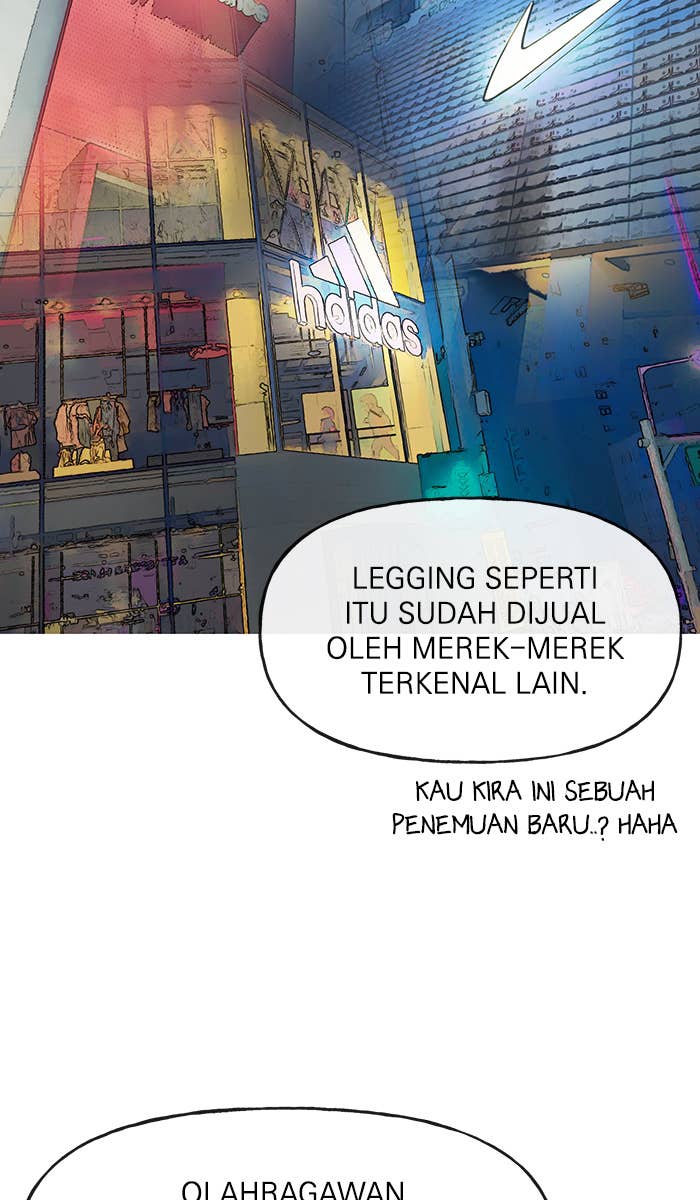 hdidas
LEGGING SEPERTI
ITU SUDAH DIJUAL
OLEH MEREK-MEREK
TERKENAL LAIN.
KAU KIRA INI SEBUAH
PENEMUAN BARU..? HAHA
OLAHRAGAWAN